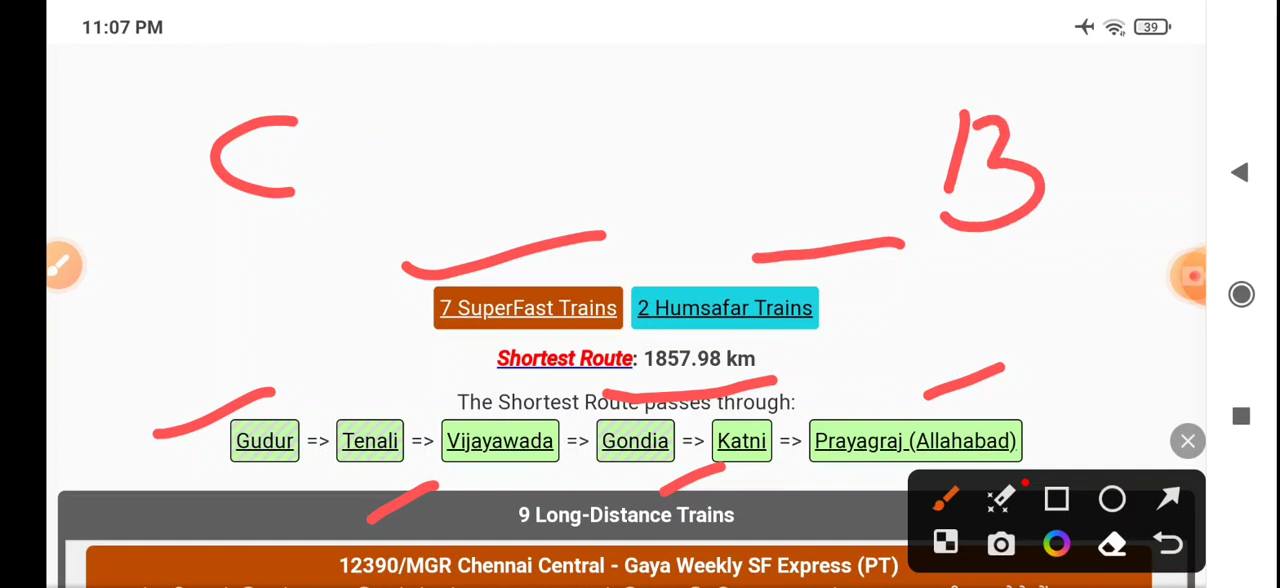 11:07 PM 39
C B
7 SuperFast Trains 2 Humsafar Trains
Shortest Route: 1857.98 km
The Shortest Route passes through:
Gudur => Tenali => Vijayawada => Gondia => Katni => Prayagraj (Allahabad)
9 Long-Distance Trains
12390/MGR Chennai Central - Gaya Weekly SF Express (PT)